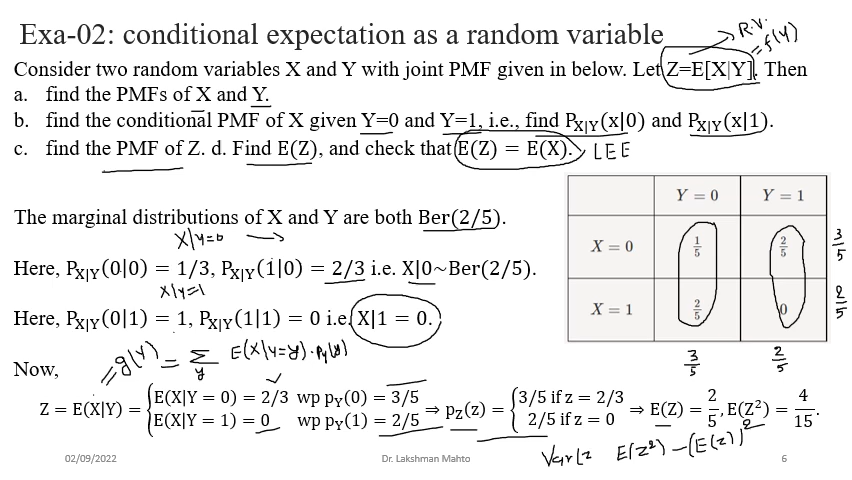 Exa-02: conditional expectation as a random variable
→ R.V.
= f(Y)
Consider two random variables X and Y with joint PMF given in below. Let Z=E[X|Y]. Then
a. find the PMFs of X and Y.
b. find the conditional PMF of X given Y=0 and Y=1, i.e., find P_X|Y(x|0) and P_X|Y(x|1).
c. find the PMF of Z. d. Find E(Z), and check that E(Z) = E(X). LEE
Y = 0 Y = 1
X = 0 1/5 2/5 3/5
X = 1 2/5 0 2/5
3/5 2/5
The marginal distributions of X and Y are both Ber(2/5).
X|Y=0 →
Here, P_X|Y(0|0) = 1/3, P_X|Y(1|0) = 2/3 i.e. X|0~Ber(2/5).
X|Y=1
Here, P_X|Y(0|1) = 1, P_X|Y(1|1) = 0 i.e. X|1 = 0.
= g(Y) = Σ_y E(X|Y=y)·P_Y(y)
Now,
Z = E(X|Y) = { E(X|Y = 0) = 2/3 wp p_Y(0) = 3/5
E(X|Y = 1) = 0 wp p_Y(1) = 2/5 ⇒ p_Z(z) = { 3/5 if z = 2/3
2/5 if z = 0 ⇒ E(Z) = 2/5, E(Z²) = 4/15.
Var(Z E(Z²) − (E(Z))²
02/09/2022 Dr. Lakshman Mahto 6